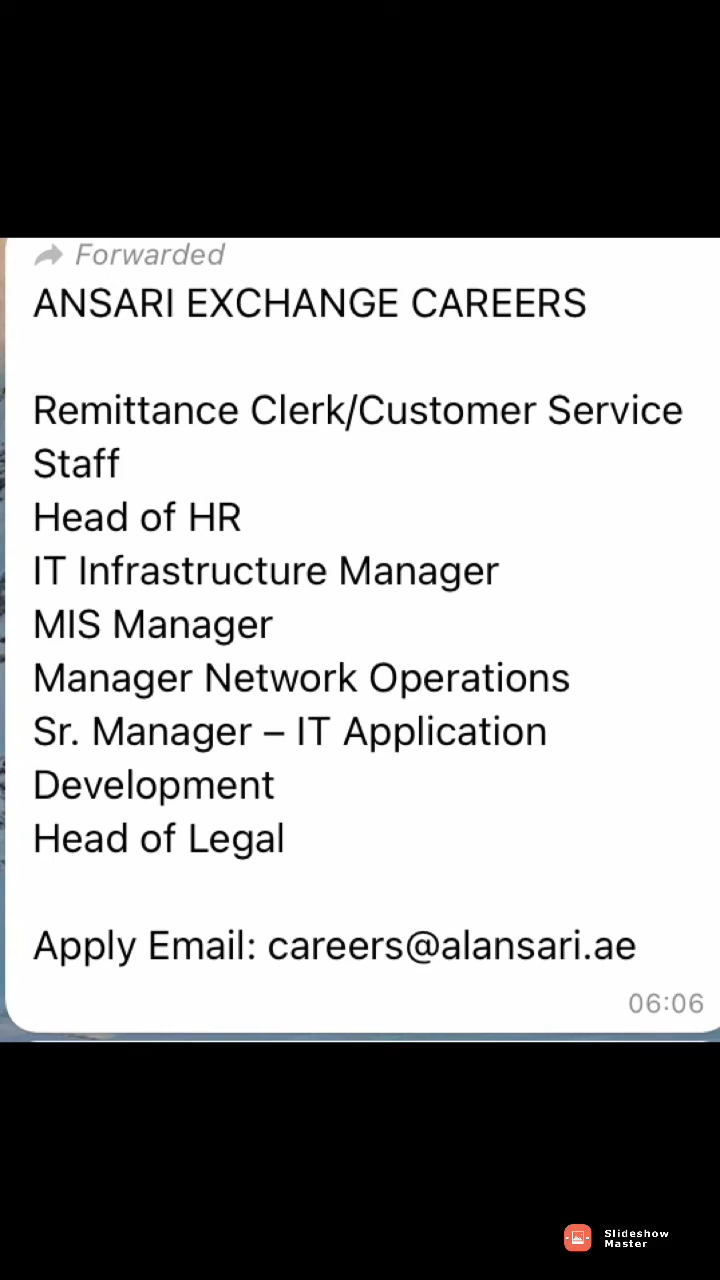 Forwarded
ANSARI EXCHANGE CAREERS
Remittance Clerk/Customer Service
Staff
Head of HR
IT Infrastructure Manager
MIS Manager
Manager Network Operations
Sr. Manager – IT Application
Development
Head of Legal
Apply Email: careers@alansari.ae
06:06
Slideshow
Master